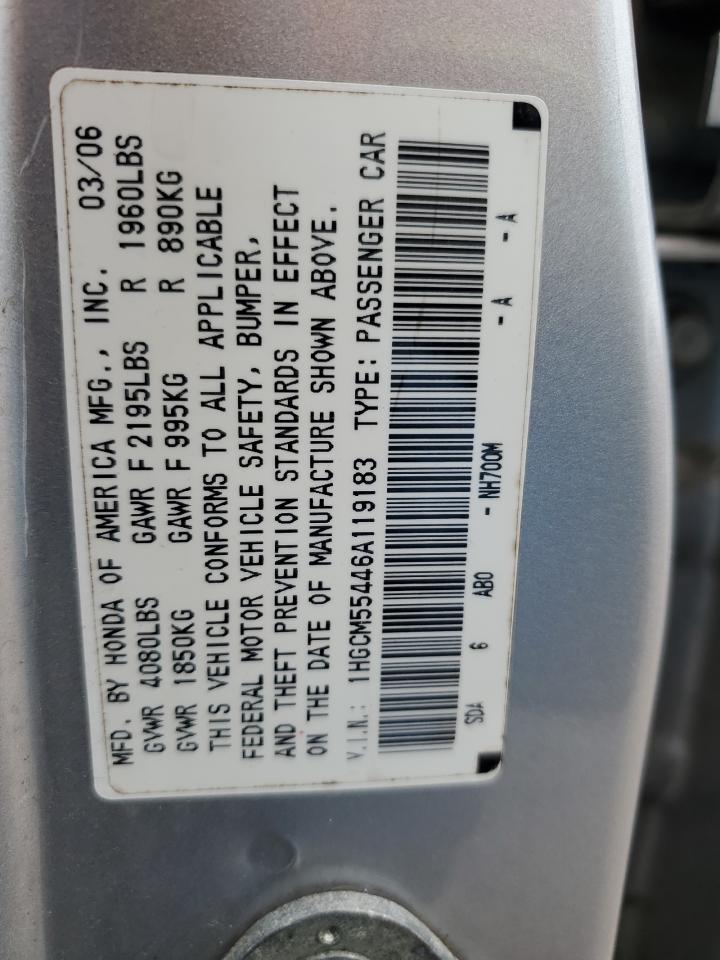 MFD. BY HONDA OF AMERICA MFG., INC. 03/06
GVWR 4080LBS GAWR F 2195LBS R 1960LBS
GVWR 1850KG GAWR F 995KG R 890KG
THIS VEHICLE CONFORMS TO ALL APPLICABLE
FEDERAL MOTOR VEHICLE SAFETY, BUMPER,
AND THEFT PREVENTION STANDARDS IN EFFECT
ON THE DATE OF MANUFACTURE SHOWN ABOVE.
V.I.N.: 1HGCM55446A119183 TYPE: PASSENGER CAR
SDA 6 AB0 - NH700M - A - A